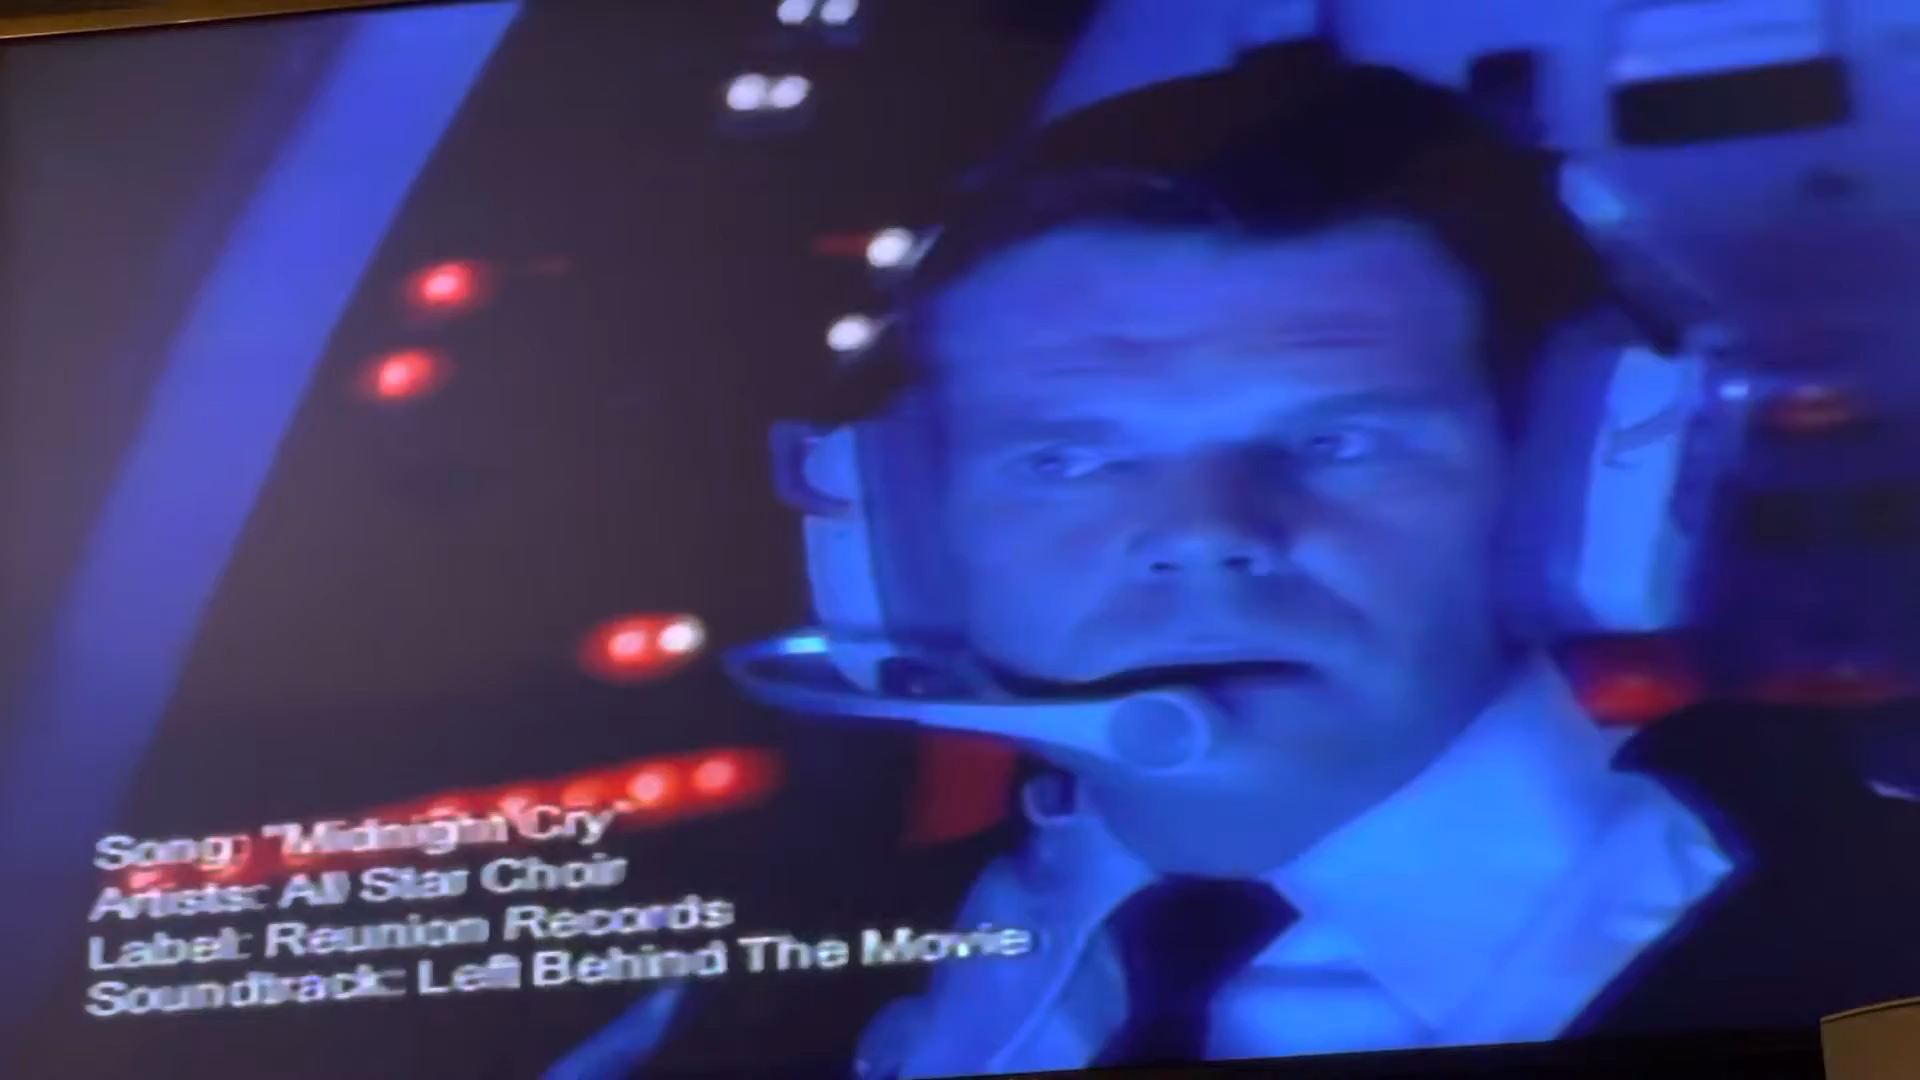 Song: "Midnight Cry"
Artists: All Star Choir
Label: Reunion Records
Soundtrack: Left Behind The Movie